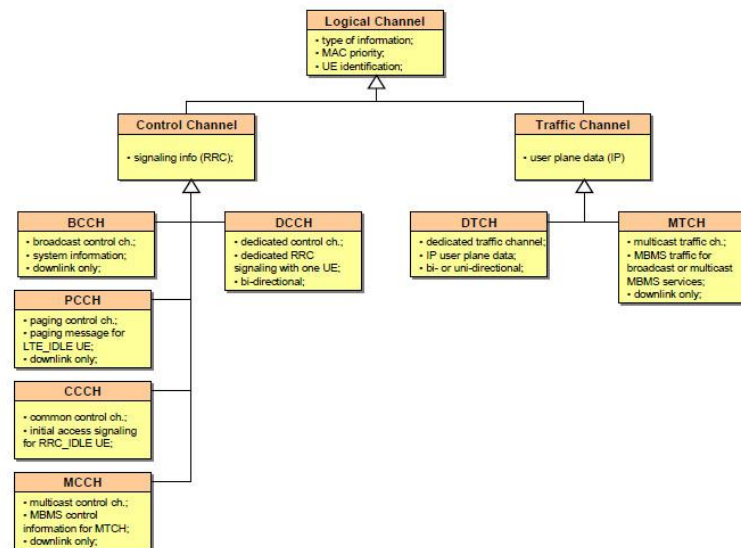 Logical Channel
• type of information;
• MAC priority;
• UE identification;
Control Channel
• signaling info (RRC);
Traffic Channel
• user plane data (IP)
BCCH
• broadcast control ch.;
• system information;
• downlink only;
DCCH
• dedicated control ch.;
• dedicated RRC
signaling with one UE;
• bi-directional;
DTCH
• dedicated traffic channel;
• IP user plane data;
• bi- or uni-directional;
MTCH
• multicast traffic ch.;
• MBMS traffic for
broadcast or multicast
MBMS services;
• downlink only;
PCCH
• paging control ch.;
• paging message for
LTE_IDLE UE;
• downlink only;
CCCH
• common control ch.;
• initial access signaling
for RRC_IDLE UE;
MCCH
• multicast control ch.;
• MBMS control
information for MTCH;
• downlink only;